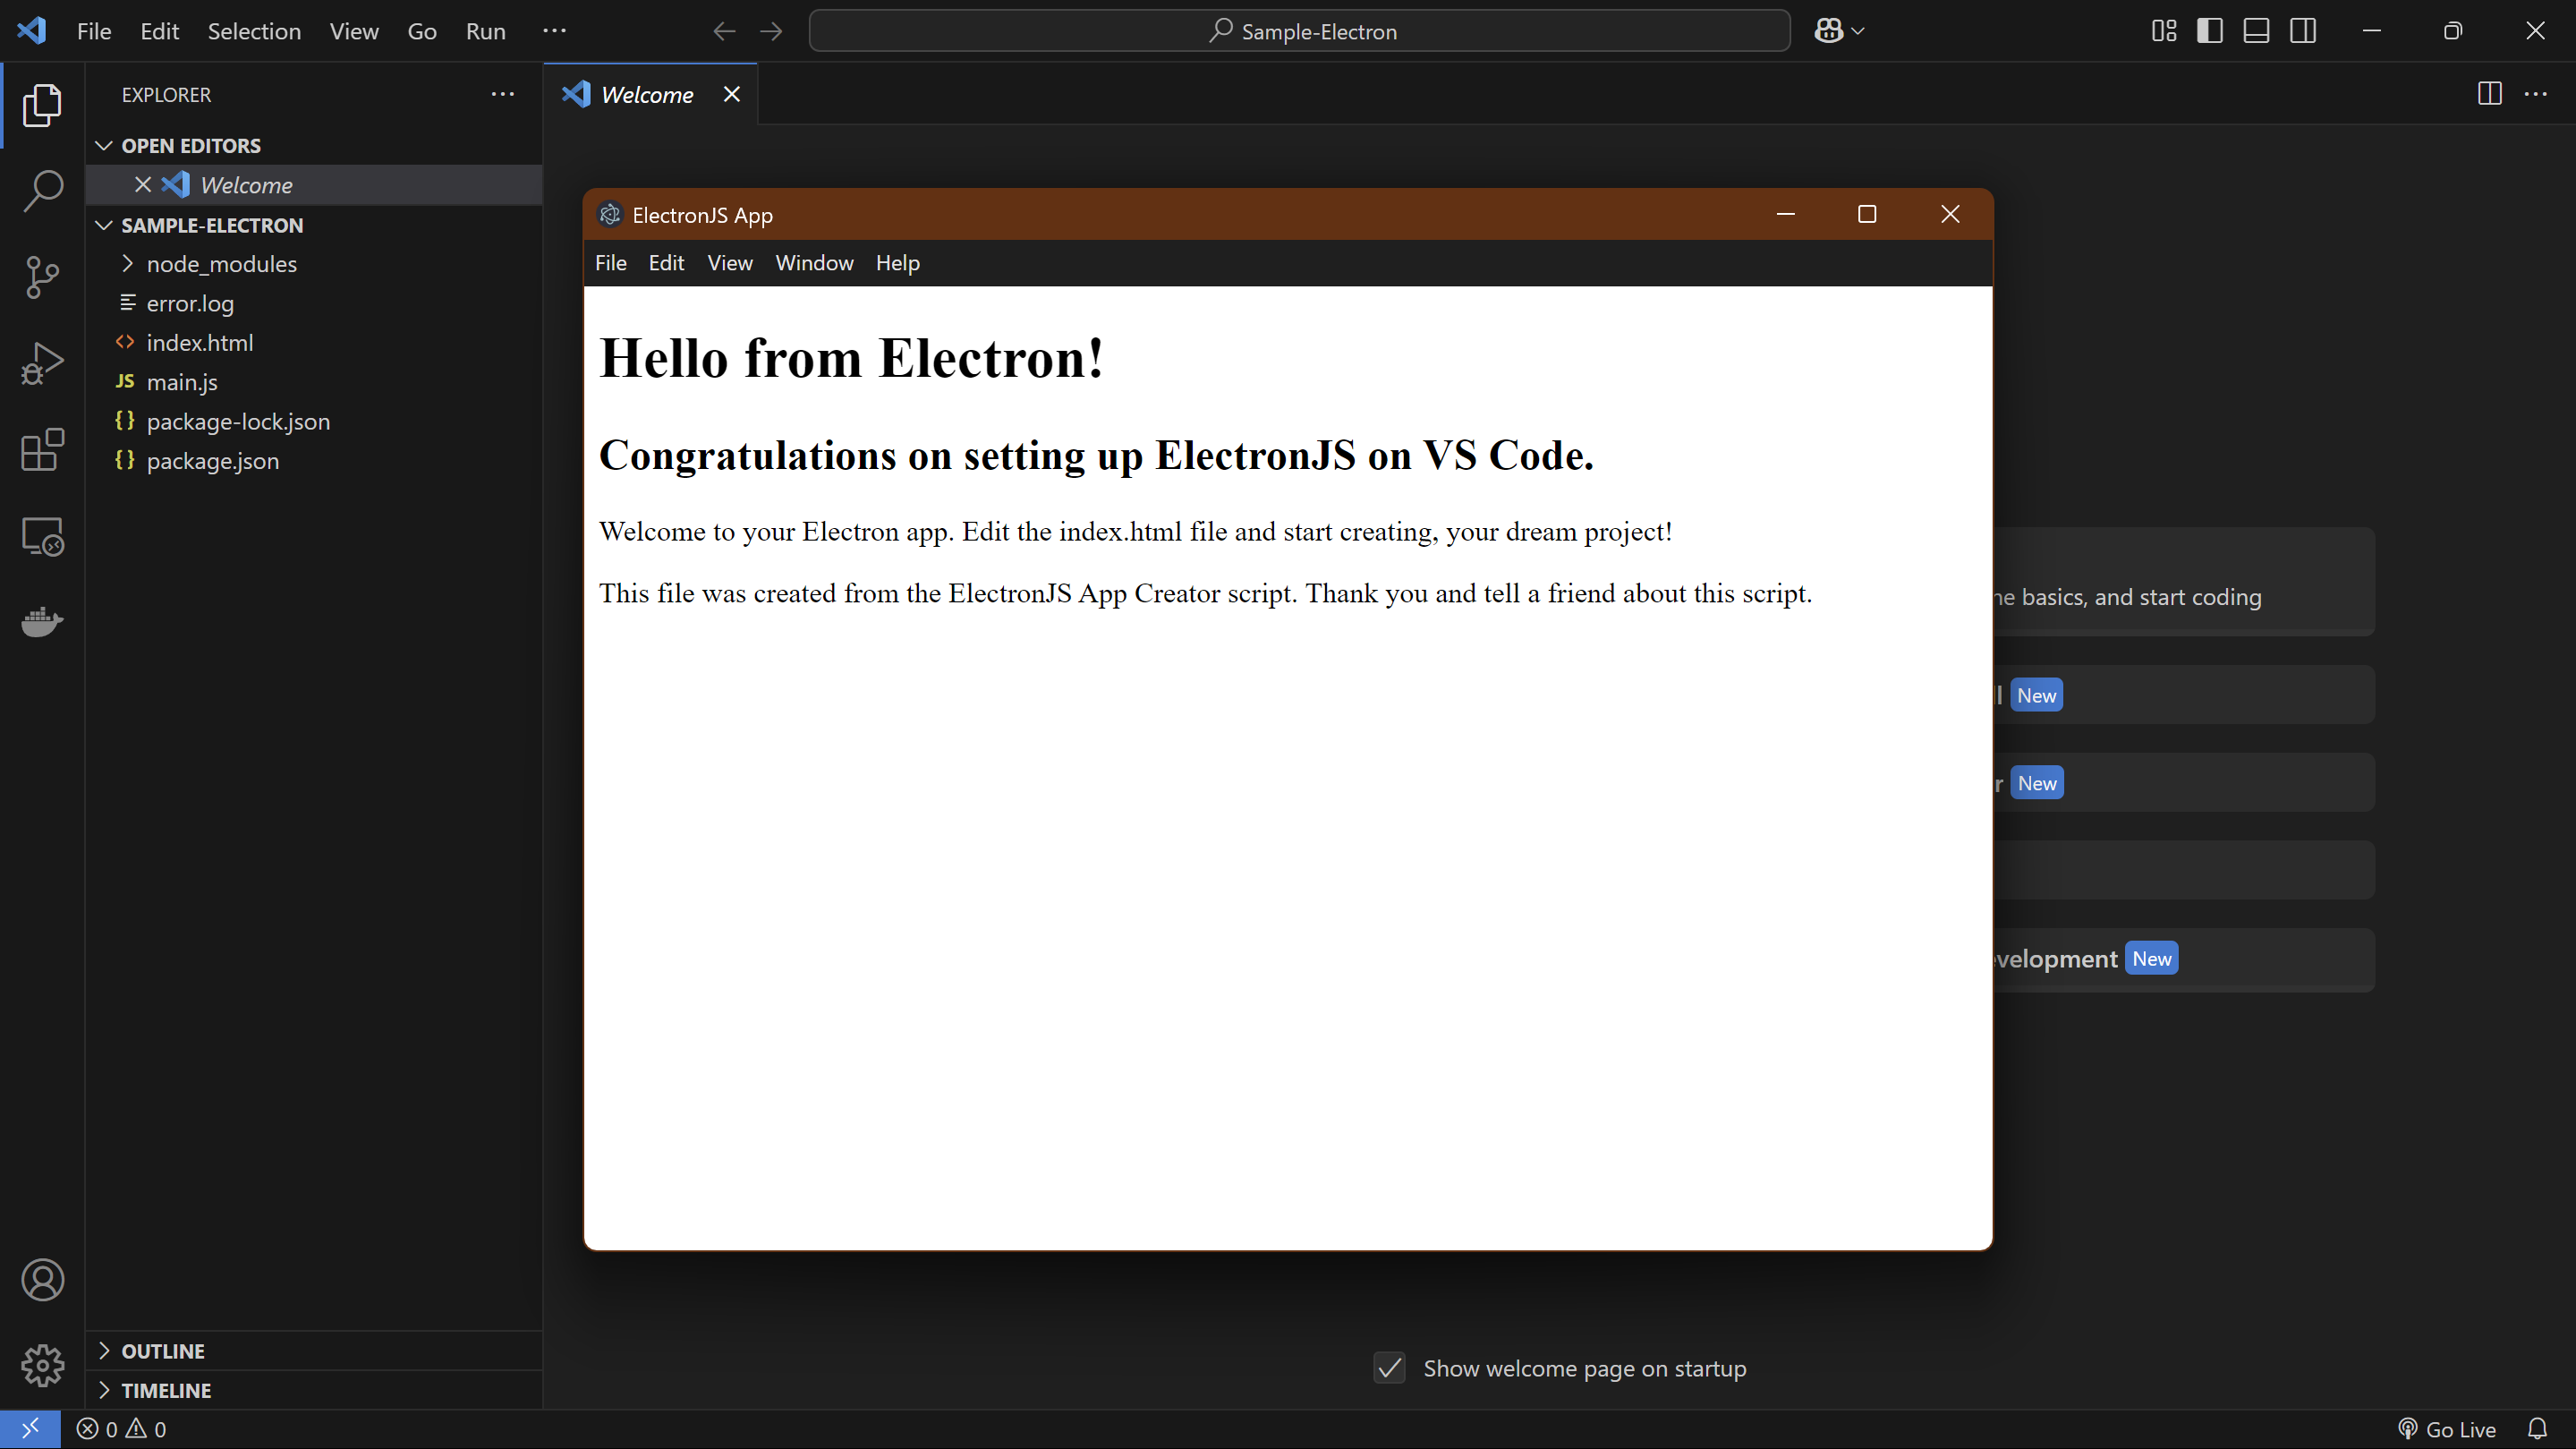 File Edit Selection View Go Run ··· Sample-Electron
EXPLORER ···
Welcome
OPEN EDITORS
Welcome
SAMPLE-ELECTRON
node_modules
error.log
index.html
JS main.js
{} package-lock.json
{} package.json
ElectronJS App
File Edit View Window Help
Hello from Electron!
Congratulations on setting up ElectronJS on VS Code.
Welcome to your Electron app. Edit the index.html file and start creating, your dream project!
This file was created from the ElectronJS App Creator script. Thank you and tell a friend about this script.
basics, and start coding
New
New
New
Show welcome page on startup
OUTLINE
TIMELINE
0 0
Go Live